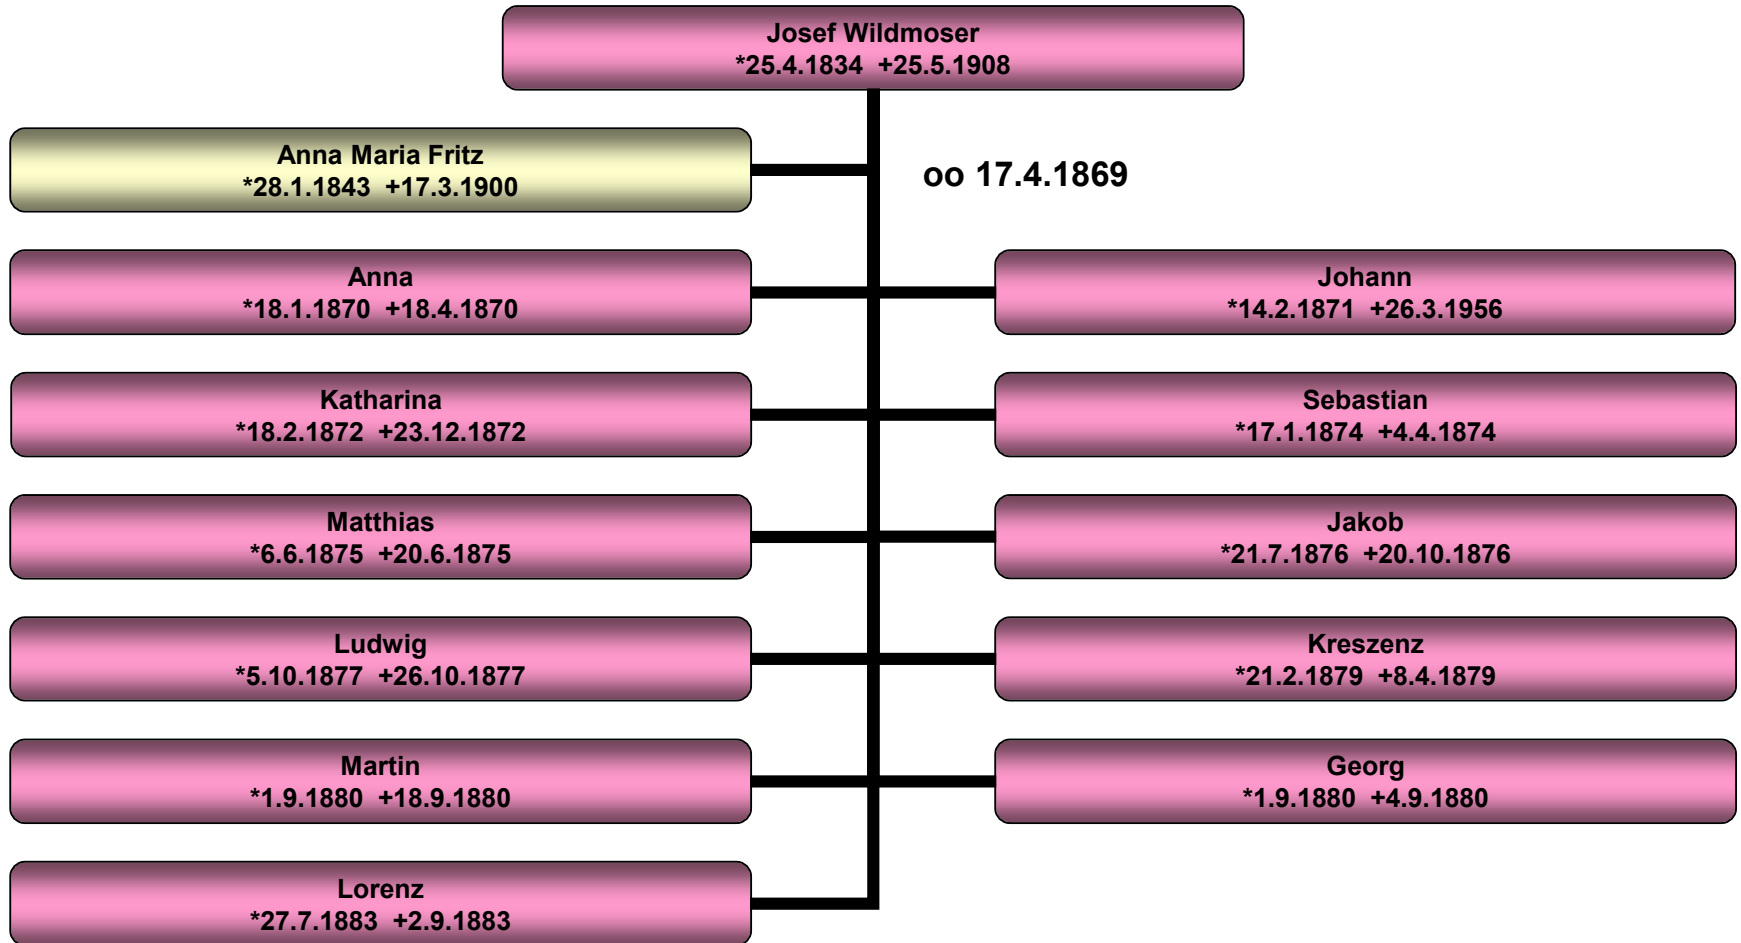 Josef Wildmoser
*25.4.1834 +25.5.1908
Anna Maria Fritz
*28.1.1843 +17.3.1900
oo 17.4.1869
Anna
*18.1.1870 +18.4.1870
Johann
*14.2.1871 +26.3.1956
Katharina
*18.2.1872 +23.12.1872
Sebastian
*17.1.1874 +4.4.1874
Matthias
*6.6.1875 +20.6.1875
Jakob
*21.7.1876 +20.10.1876
Ludwig
*5.10.1877 +26.10.1877
Kreszenz
*21.2.1879 +8.4.1879
Martin
*1.9.1880 +18.9.1880
Georg
*1.9.1880 +4.9.1880
Lorenz
*27.7.1883 +2.9.1883